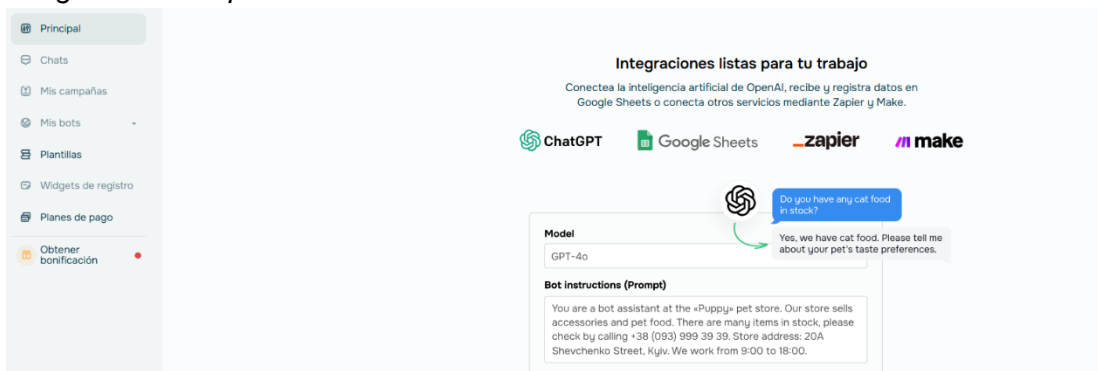 Principal
Chats
Mis campañas
Mis bots
Plantillas
Widgets de registro
Planes de pago
Obtener
bonificación
Integraciones listas para tu trabajo
Conectea la inteligencia artificial de OpenAI, recibe y registra datos en
Google Sheets o conecta otros servicios mediante Zapier y Make.
ChatGPT
Google Sheets
_zapier
make
Do you have any cat food
in stock?
Yes, we have cat food. Please tell me
about your pet's taste preferences.
Model
GPT-4o
Bot instructions (Prompt)
You are a bot assistant at the «Puppy» pet store. Our store sells
accessories and pet food. There are many items in stock, please
check by calling +38 (093) 999 39 39. Store address: 20A
Shevchenko Street, Kyiv. We work from 9:00 to 18:00.